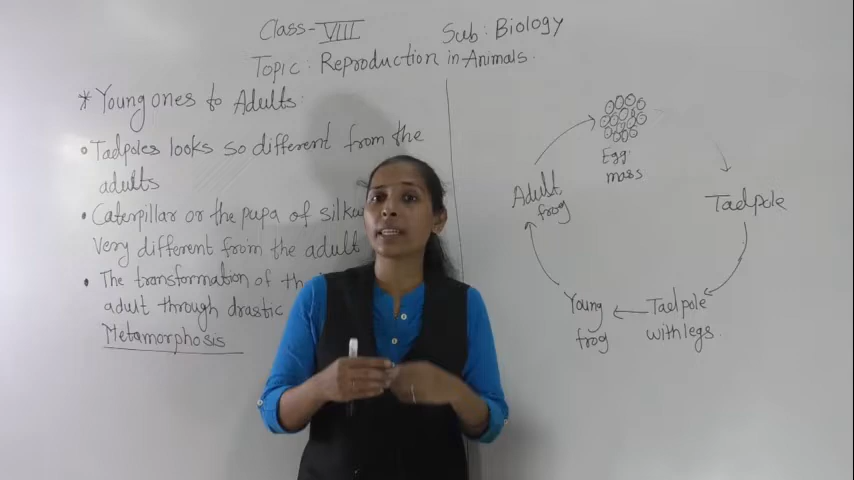 Class-VIII Sub: Biology
Topic: Reproduction in Animals.
* Young ones to Adults:
• Tadpoles looks so different from the
adults
• Caterpillar or the pupa of
very different from the adult
• The transformation of
adult through drastic
Metamorphosis
Egg
mass
Tadpole
Tadpole
with legs.
Young
frog
Adult
frog